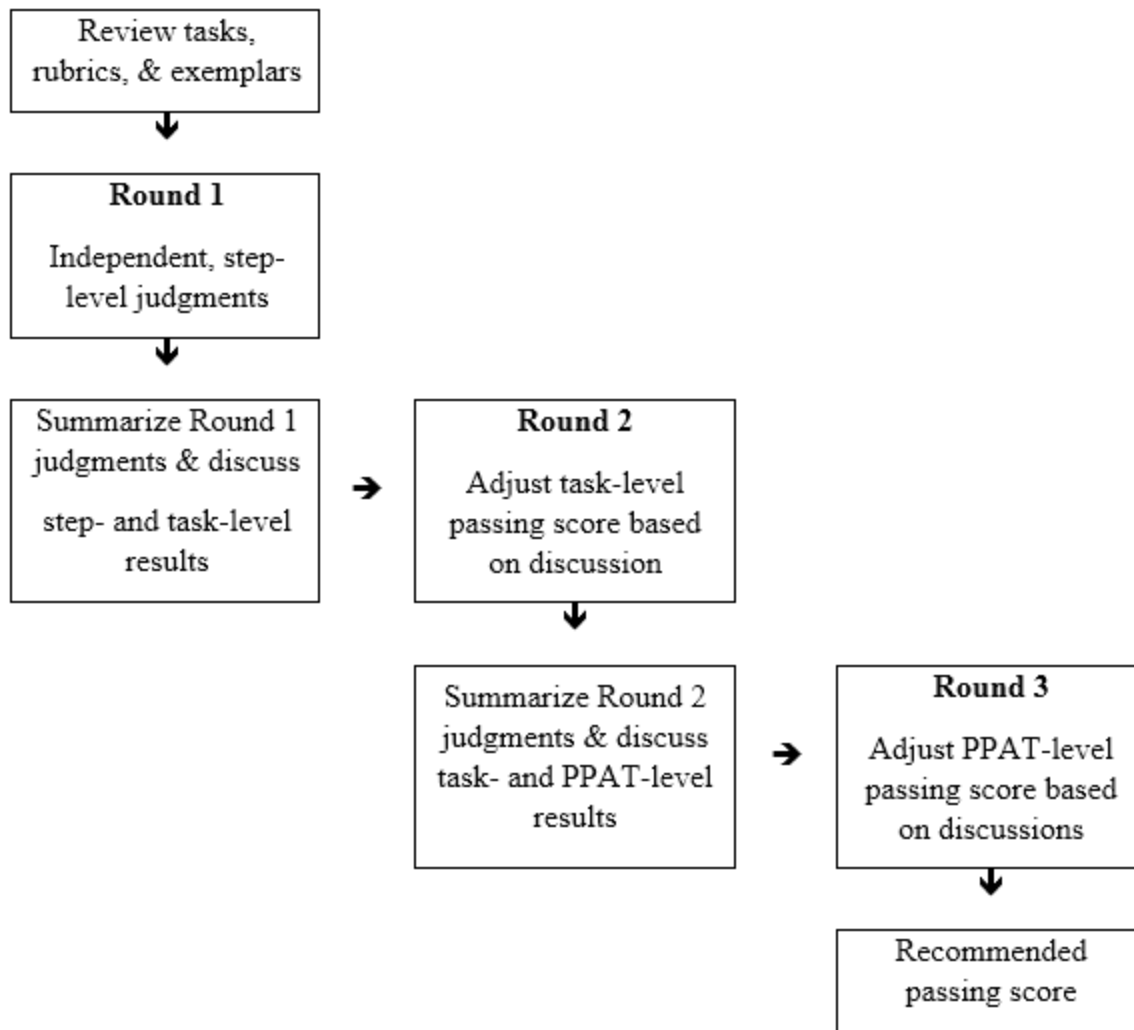 Review tasks,
rubrics, & exemplars
Round 1
Independent, step-
level judgments
Summarize Round 1
judgments & discuss
step- and task-level
results
Round 2
Adjust task-level
passing score based
on discussion
Summarize Round 2
judgments & discuss
task- and PPAT-level
results
Round 3
Adjust PPAT-level
passing score based
on discussions
Recommended
passing score